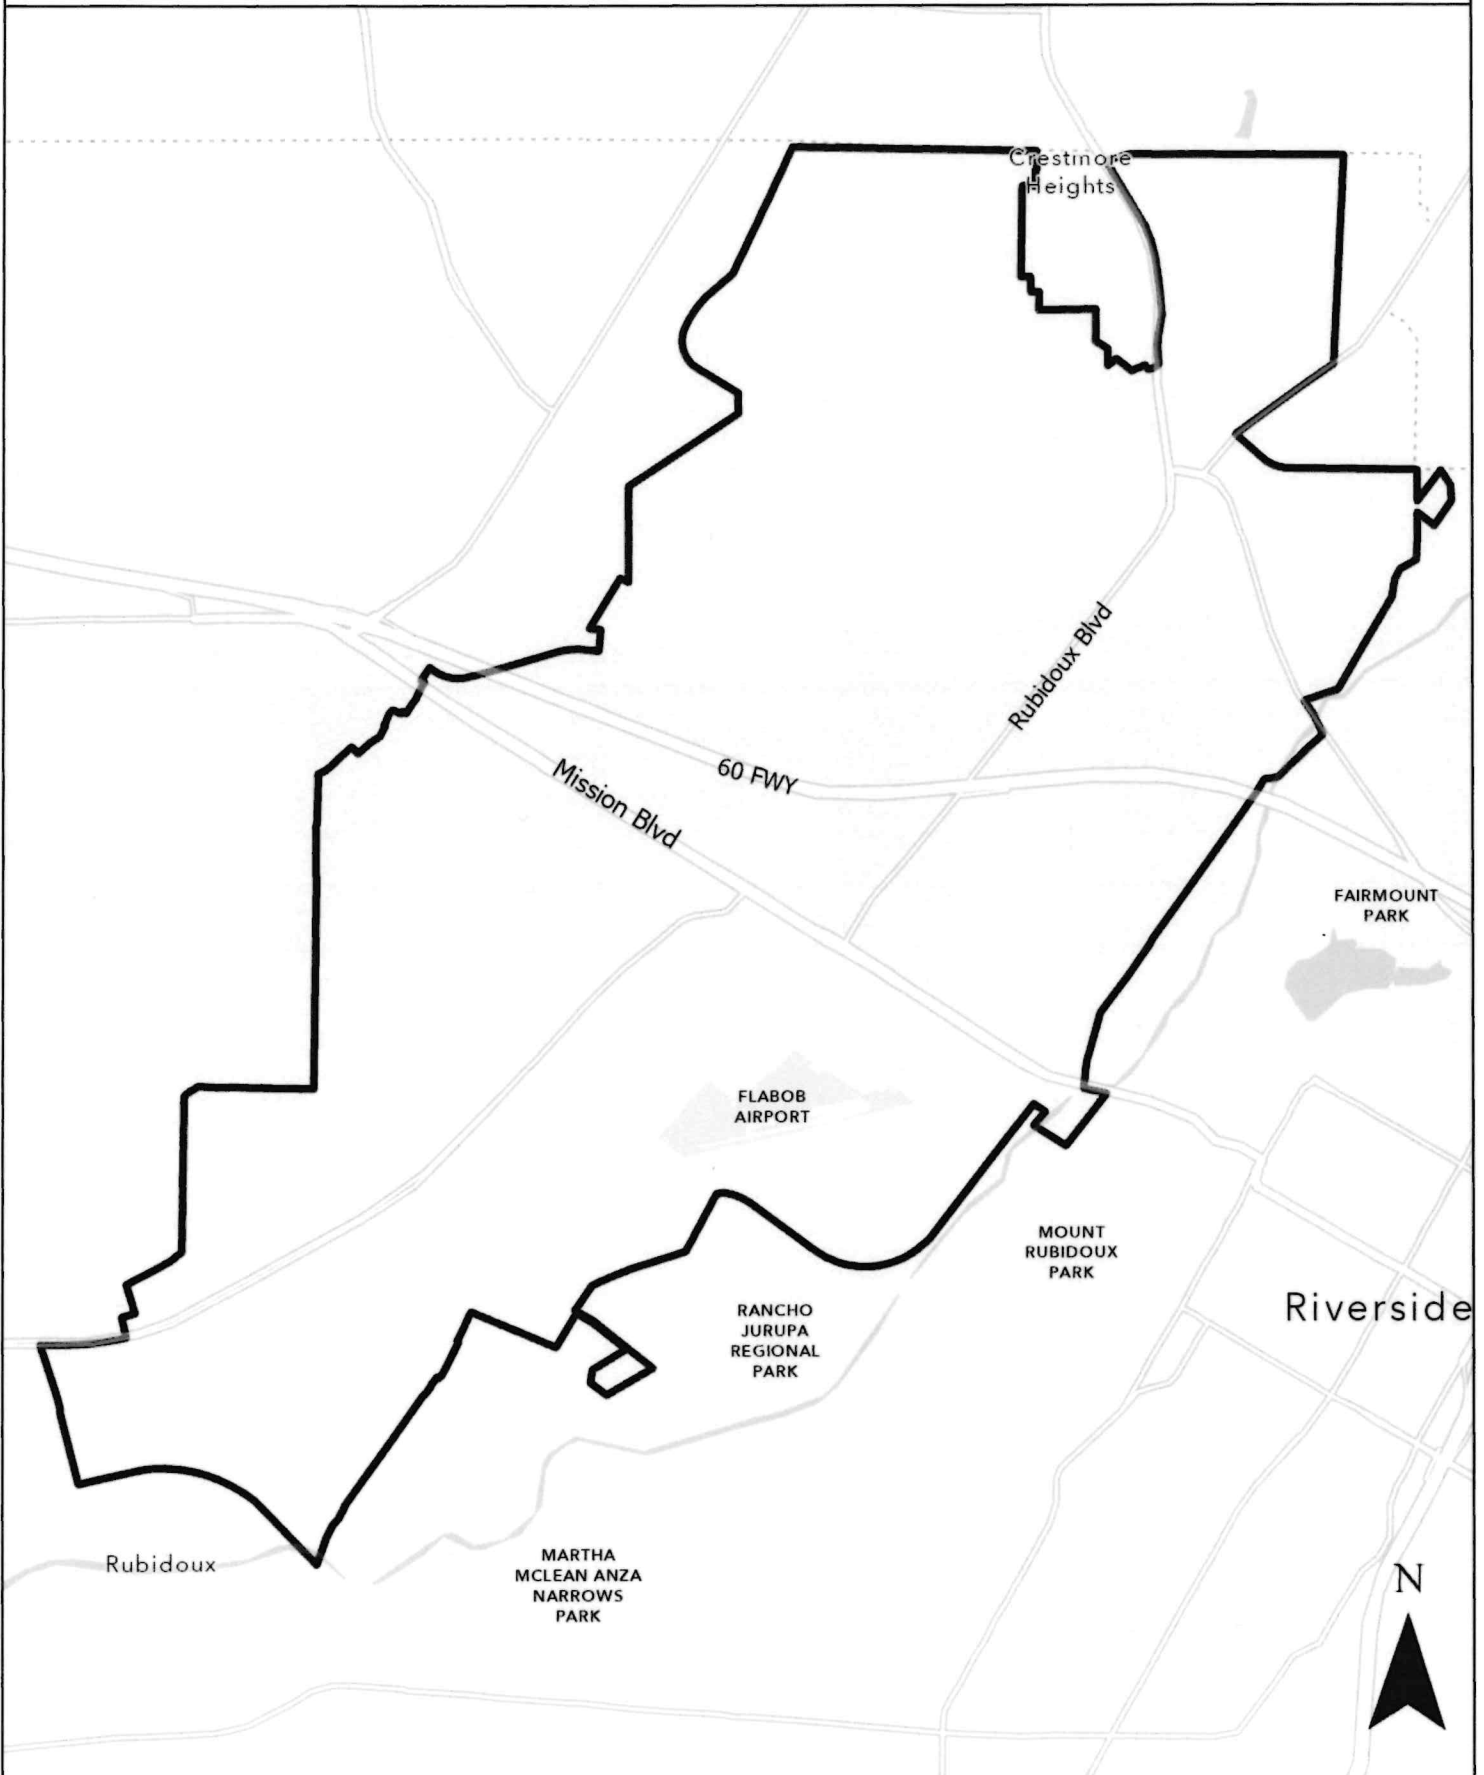 Crestmore
Heights
Rubidoux Blvd
60 FWY
Mission Blvd
FAIRMOUNT
PARK
FLABOB
AIRPORT
MOUNT
RUBIDOUX
PARK
Riverside
RANCHO
JURUPA
REGIONAL
PARK
Rubidoux
MARTHA
MCLEAN ANZA
NARROWS
PARK
N